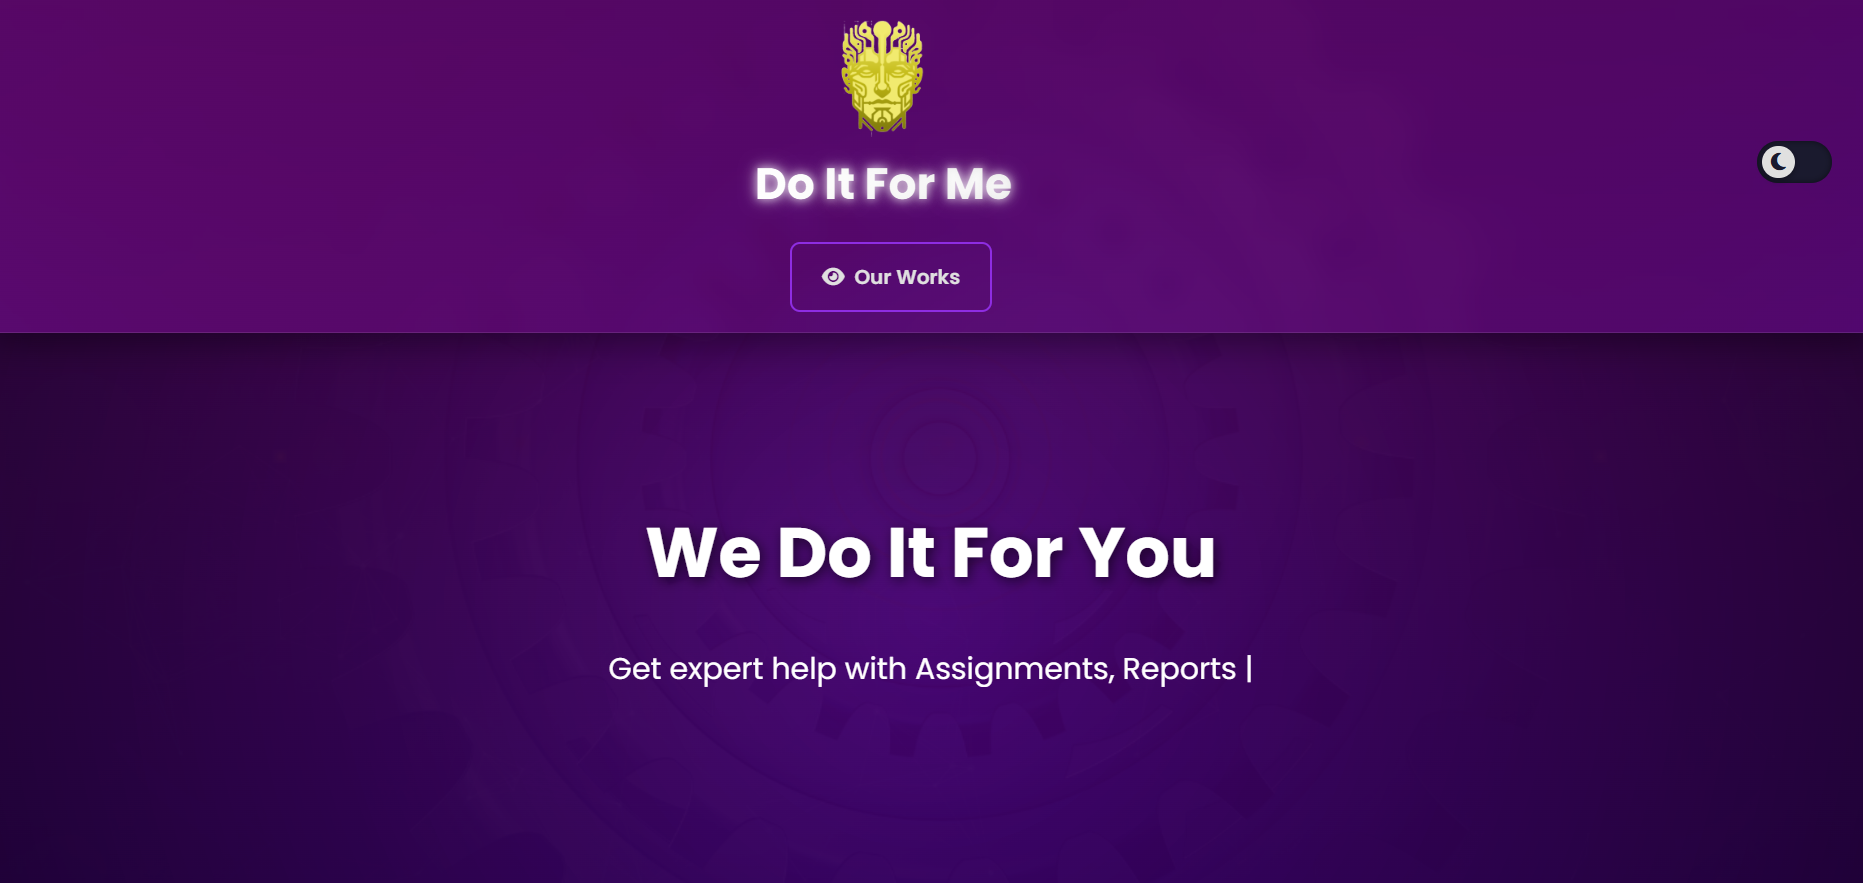 Do It For Me
Our Works
We Do It For You
Get expert help with Assignments, Reports |